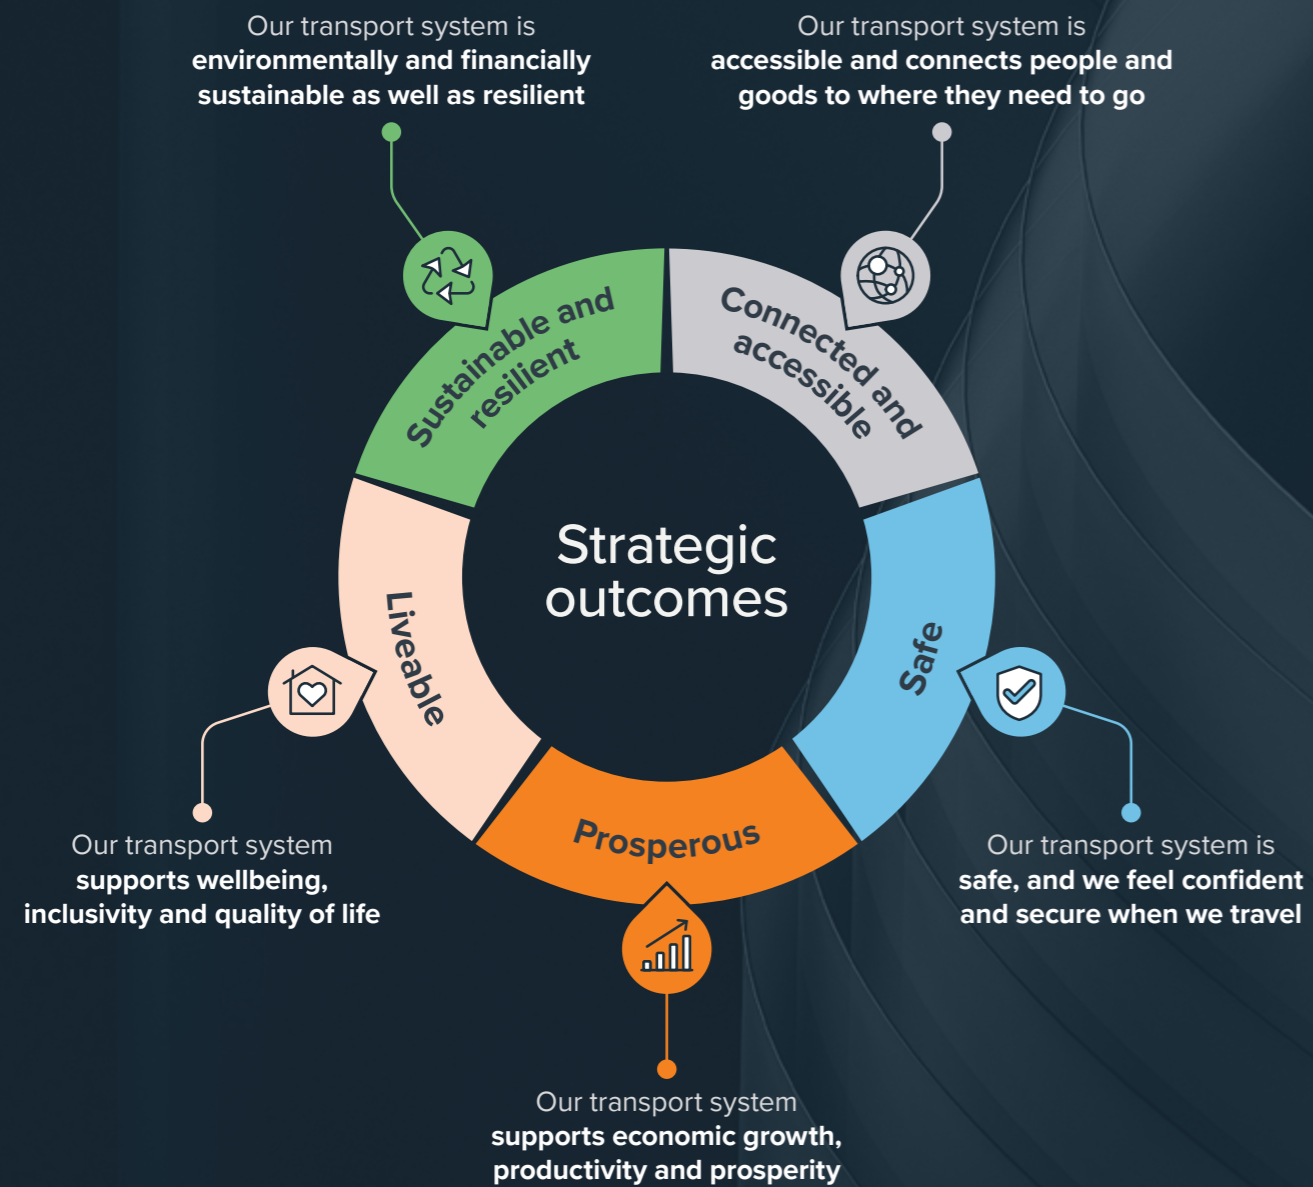 Our transport system is
environmentally and financially
sustainable as well as resilient
Our transport system is
accessible and connects people and
goods to where they need to go
Sustainable and
resilient
Connected and
accessible
Strategic
outcomes
Liveable
Safe
Prosperous
Our transport system
supports wellbeing,
inclusivity and quality of life
Our transport system is
safe, and we feel confident
and secure when we travel
Our transport system
supports economic growth,
productivity and prosperity